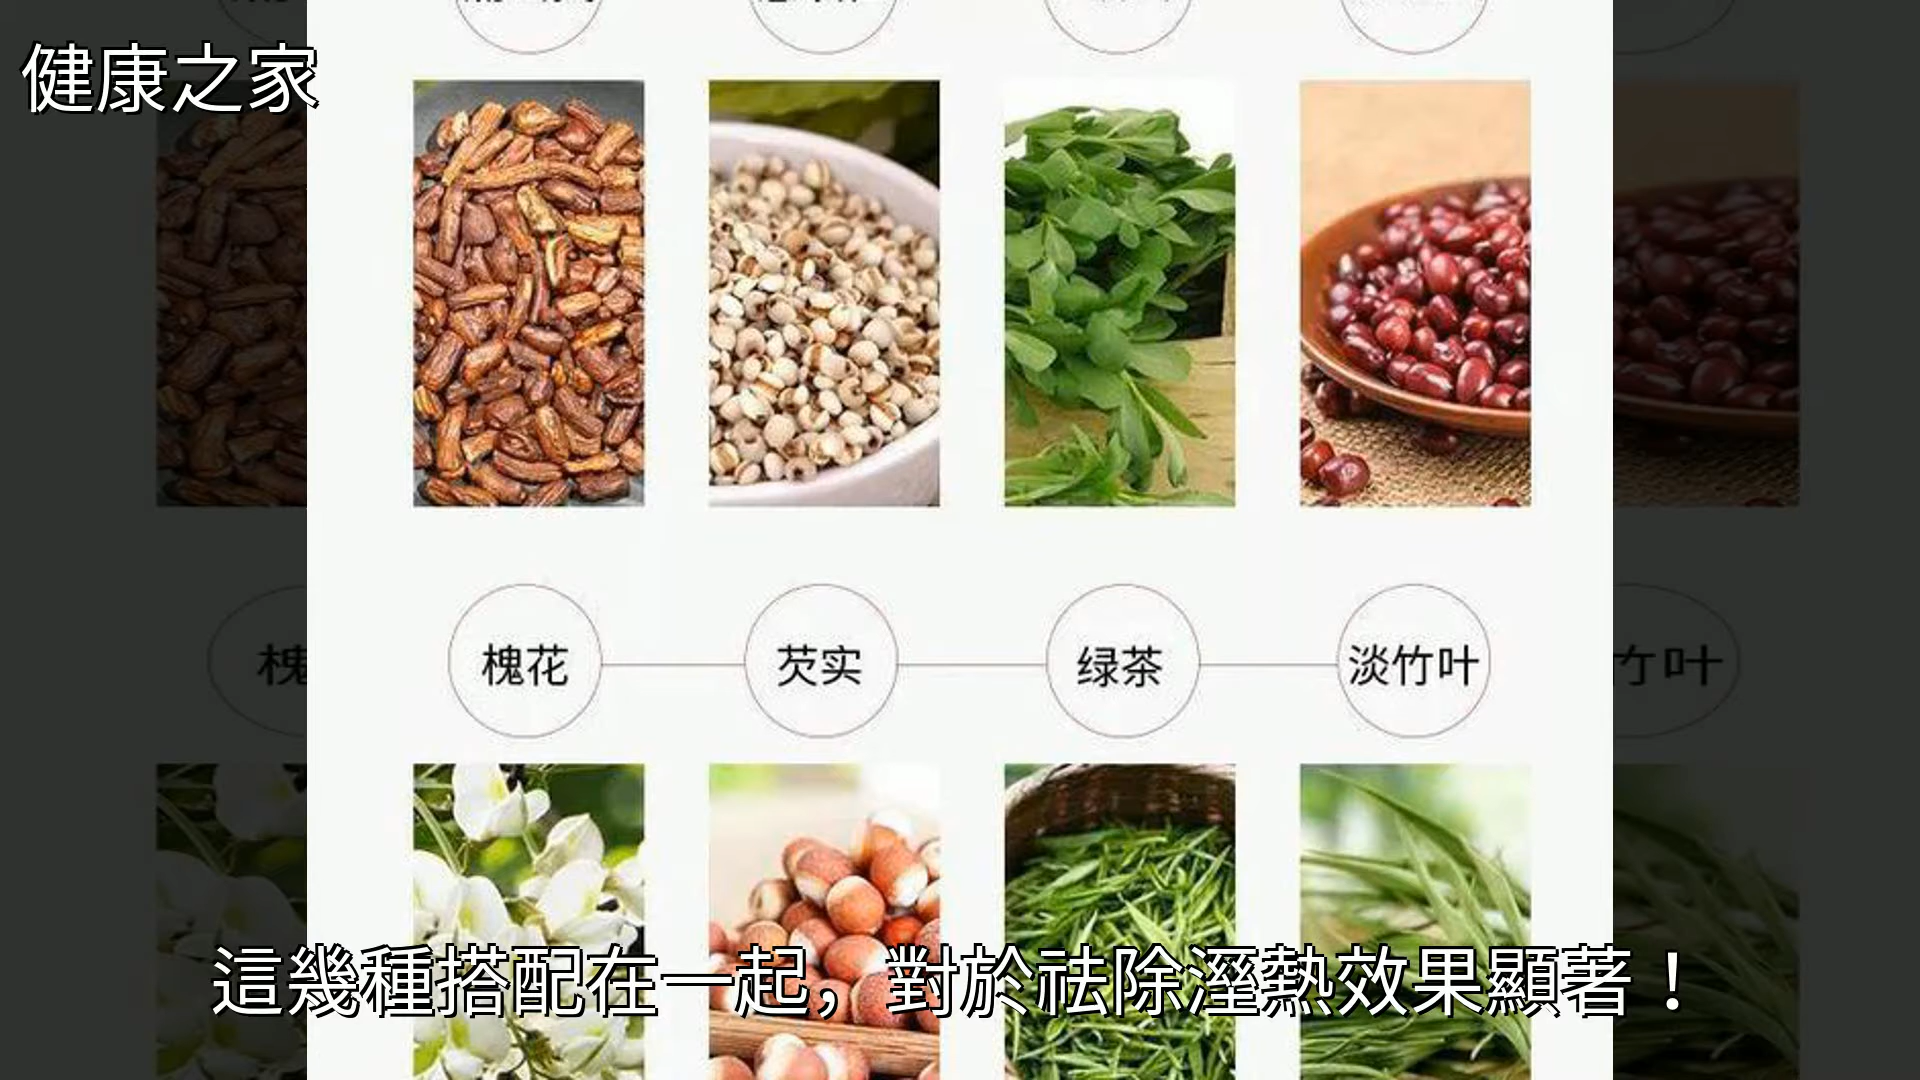 健康之家
槐花
芡实
绿茶
淡竹叶
這幾種搭配在一起，對於祛除溼熱效果顯著！